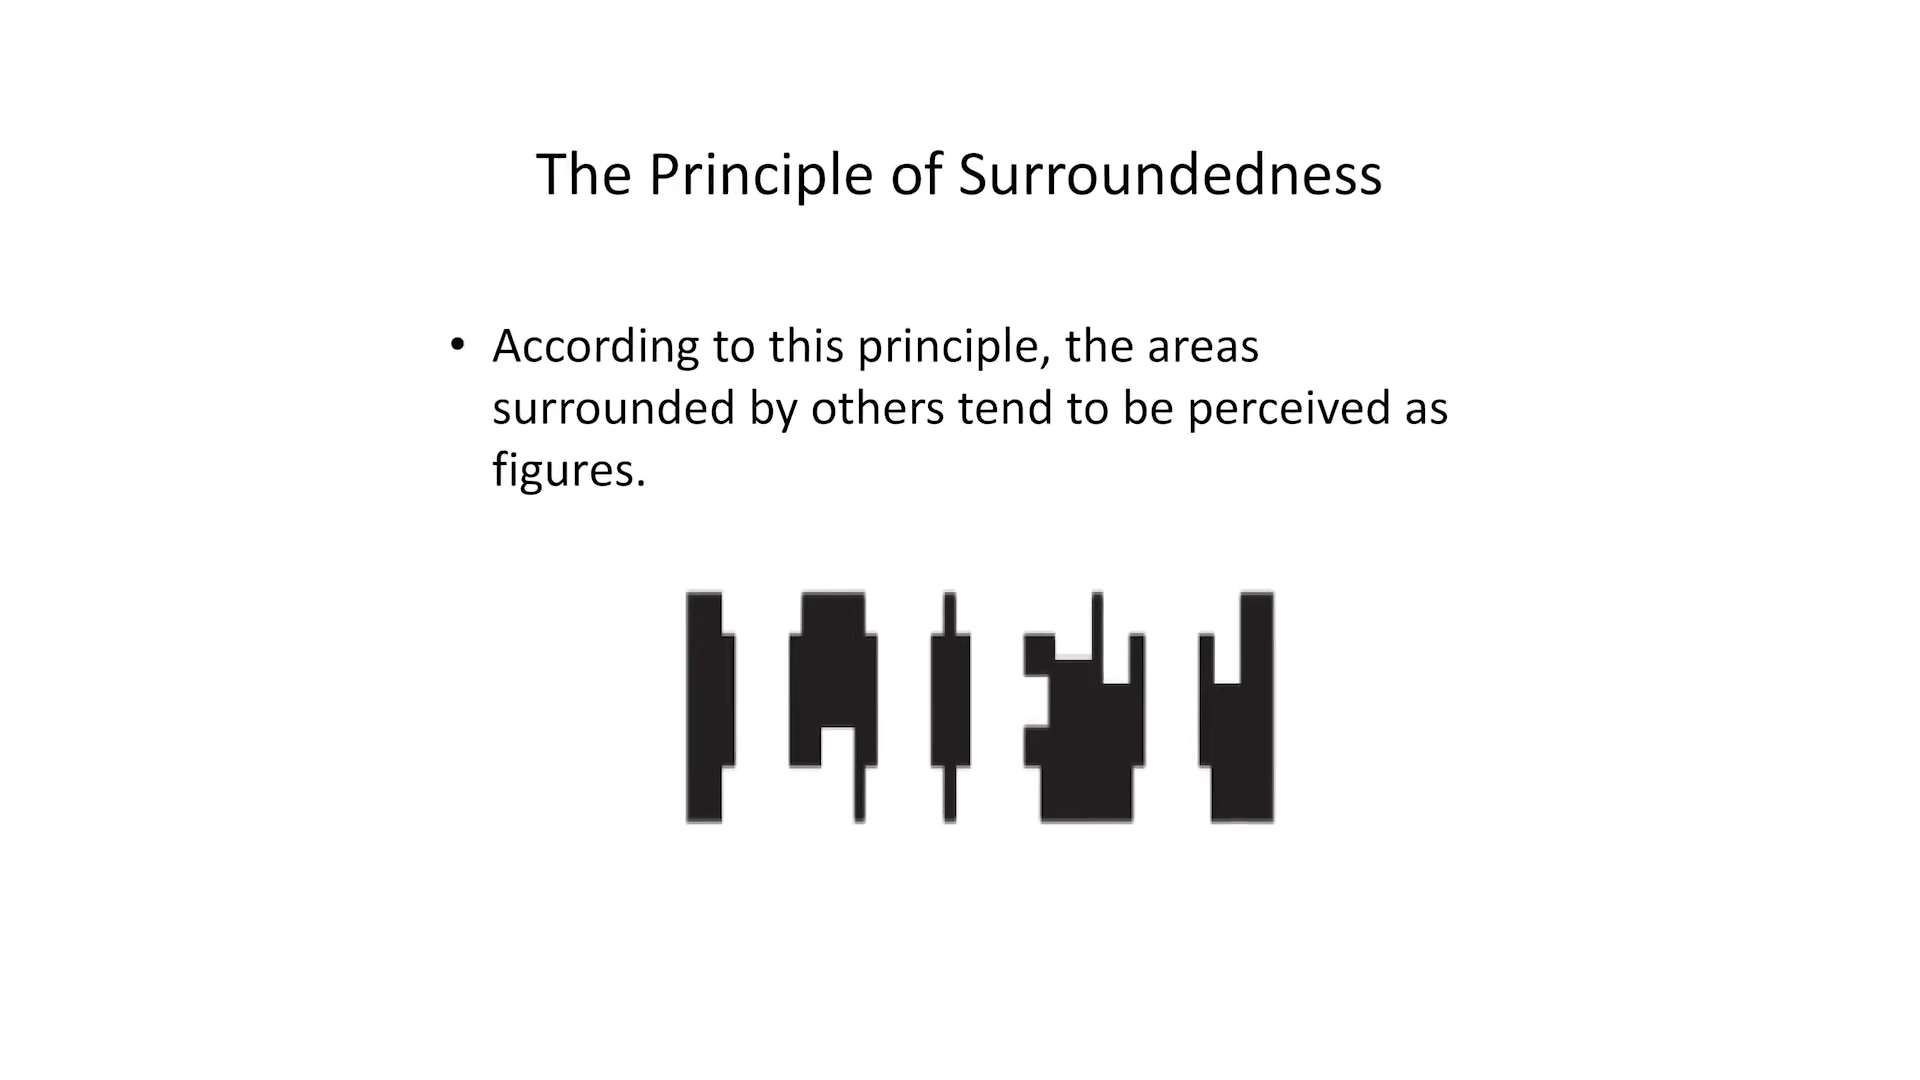 The Principle of Surroundedness
• According to this principle, the areas
surrounded by others tend to be perceived as
figures.
LIFT